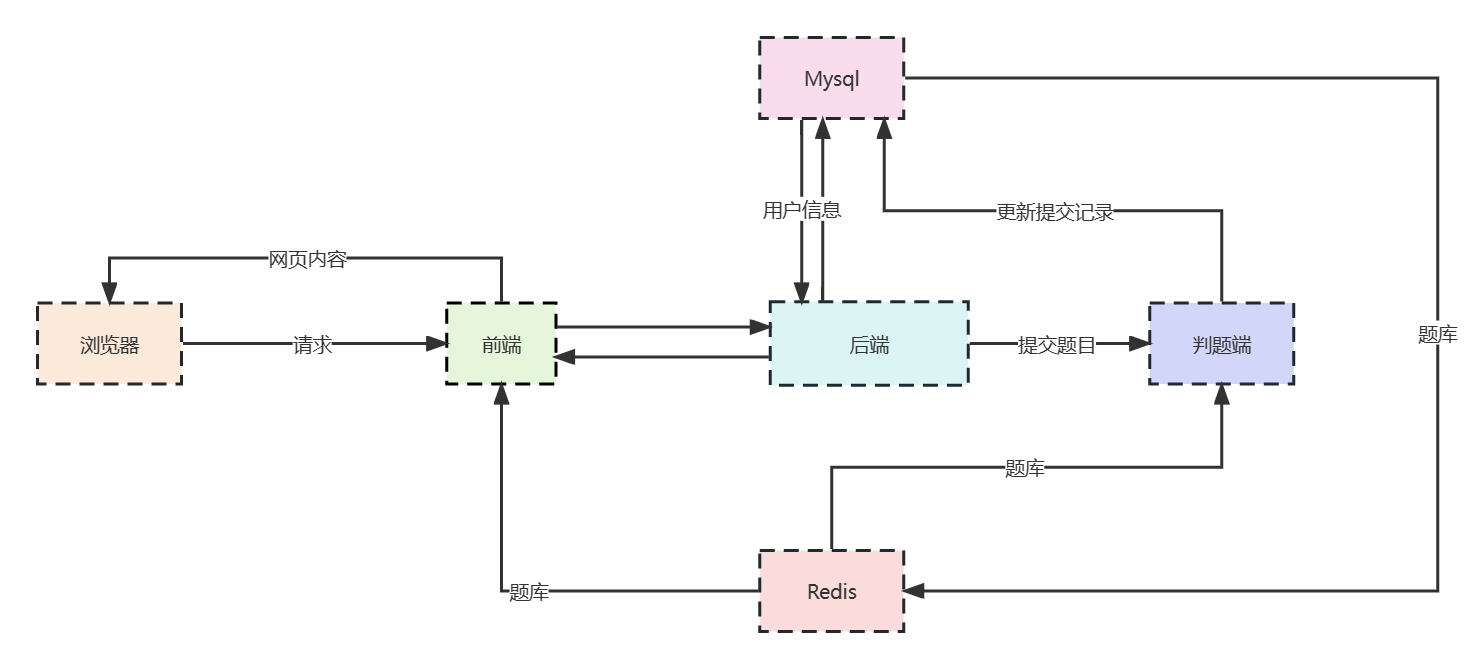 Mysql
用户信息
更新提交记录
网页内容
浏览器
请求
前端
后端
提交题目
判题端
题库
题库
题库
Redis